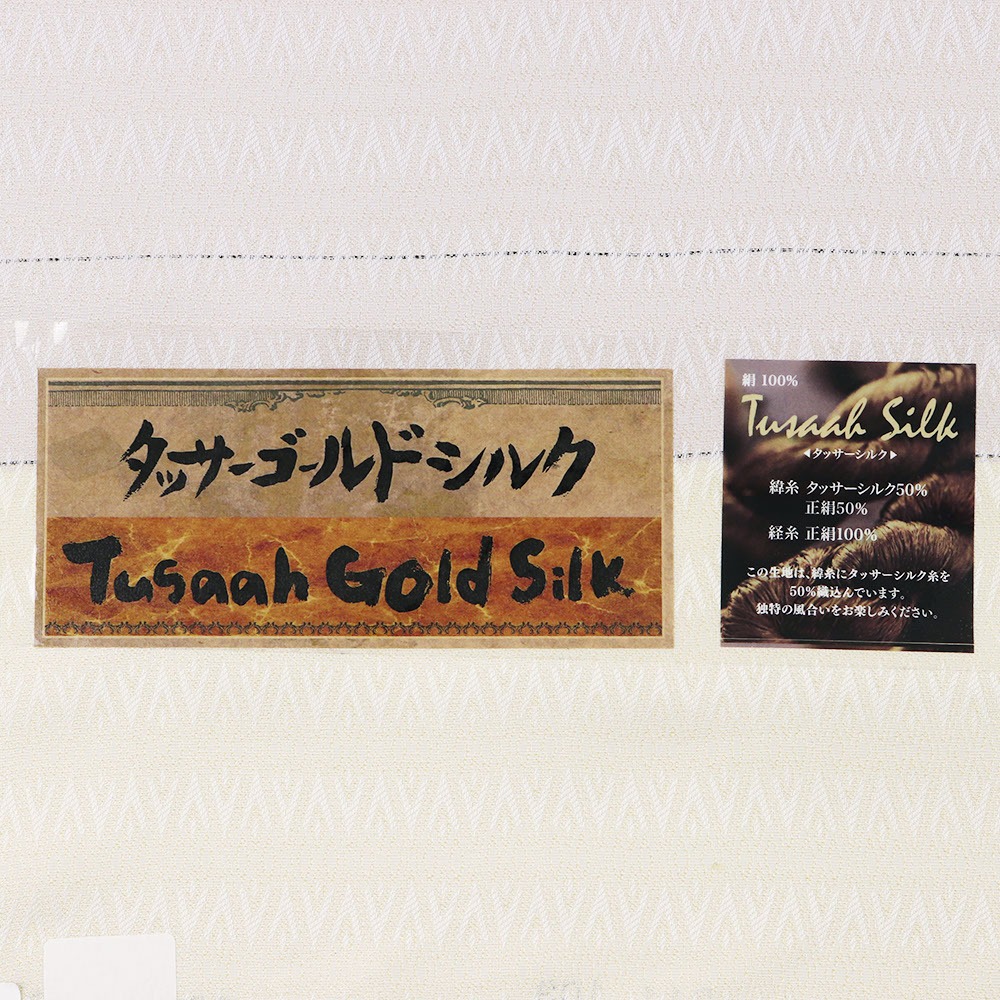 タッサーゴールドシルク
Tusaah Gold Silk
絹 100%
Tusaah Silk
◀タッサーシルク▶
緯糸 タッサーシルク50%
正絹50%
経糸 正絹100%
この生地は、緯糸にタッサーシルク糸を
50%織込んでいます。
独特の風合いをお楽しみください。